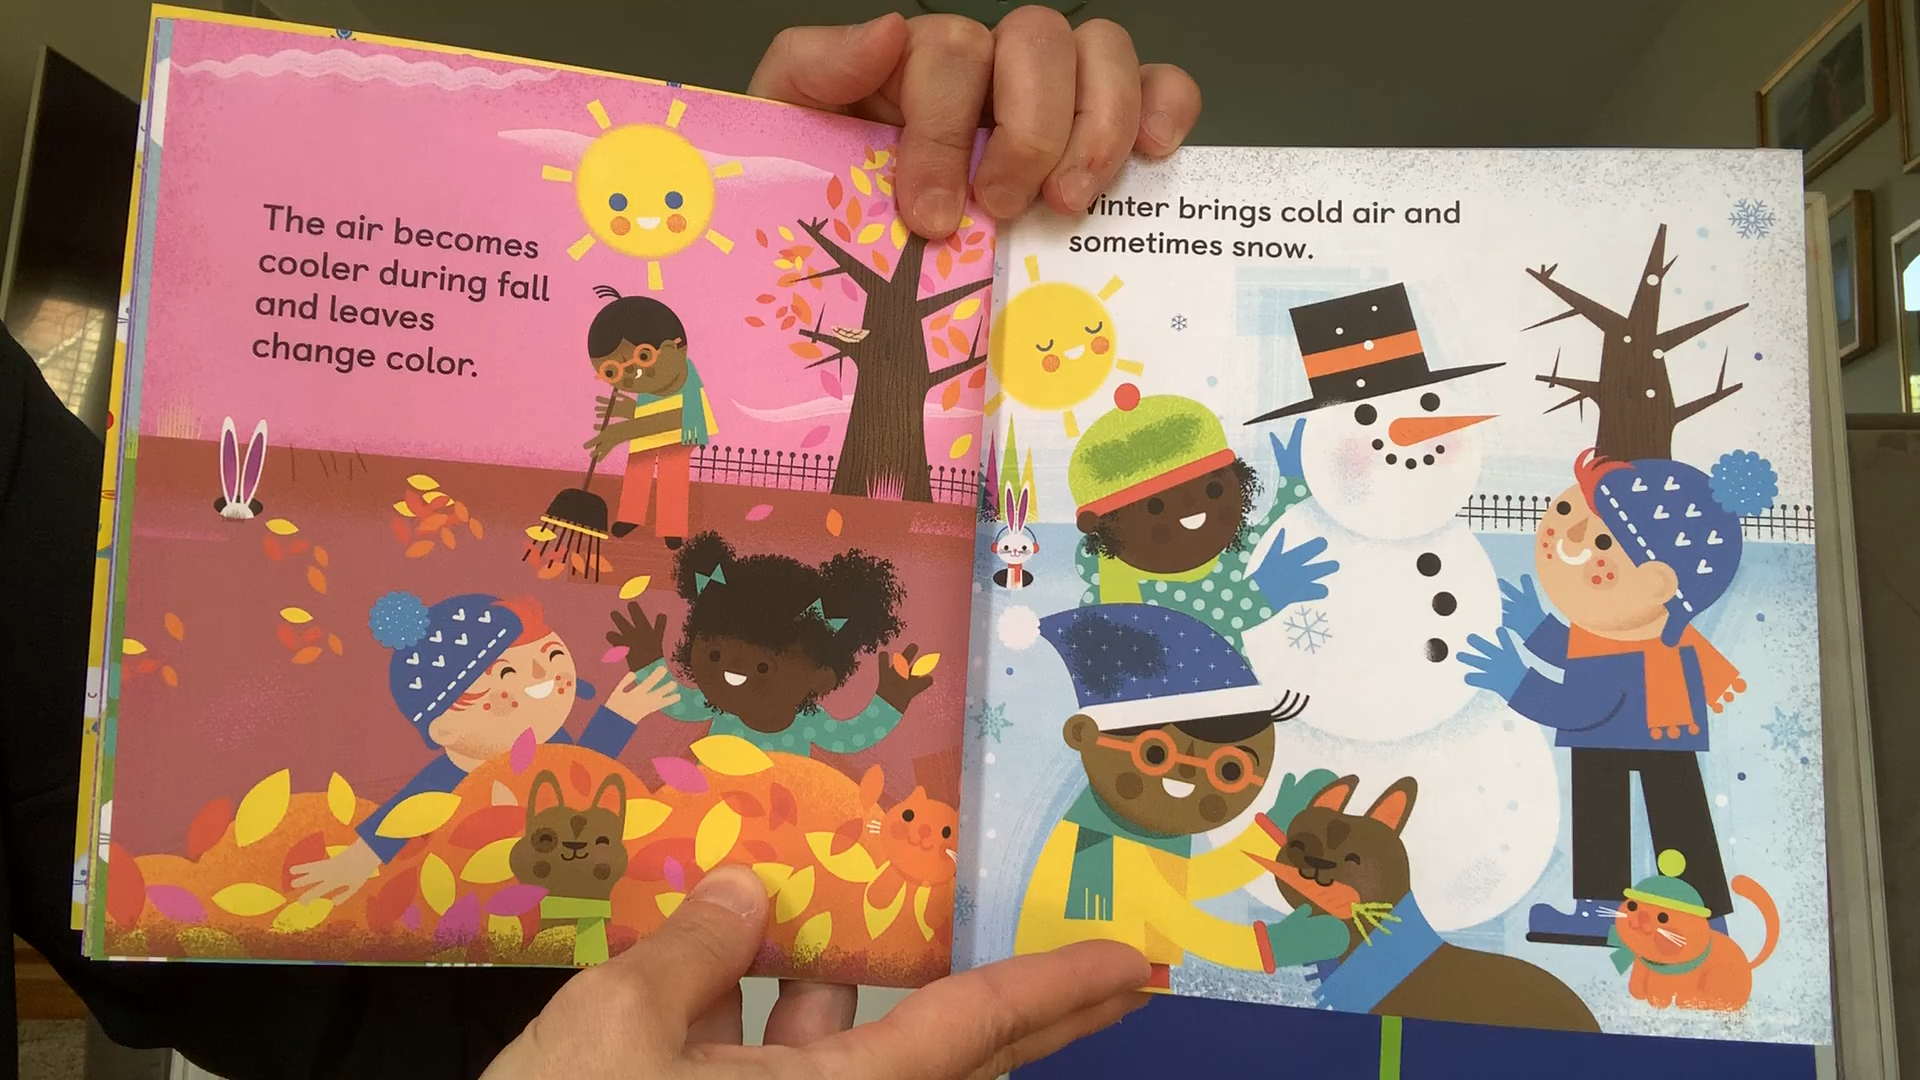 The air becomes
cooler during fall
and leaves
change color.
Winter brings cold air and
sometimes snow.